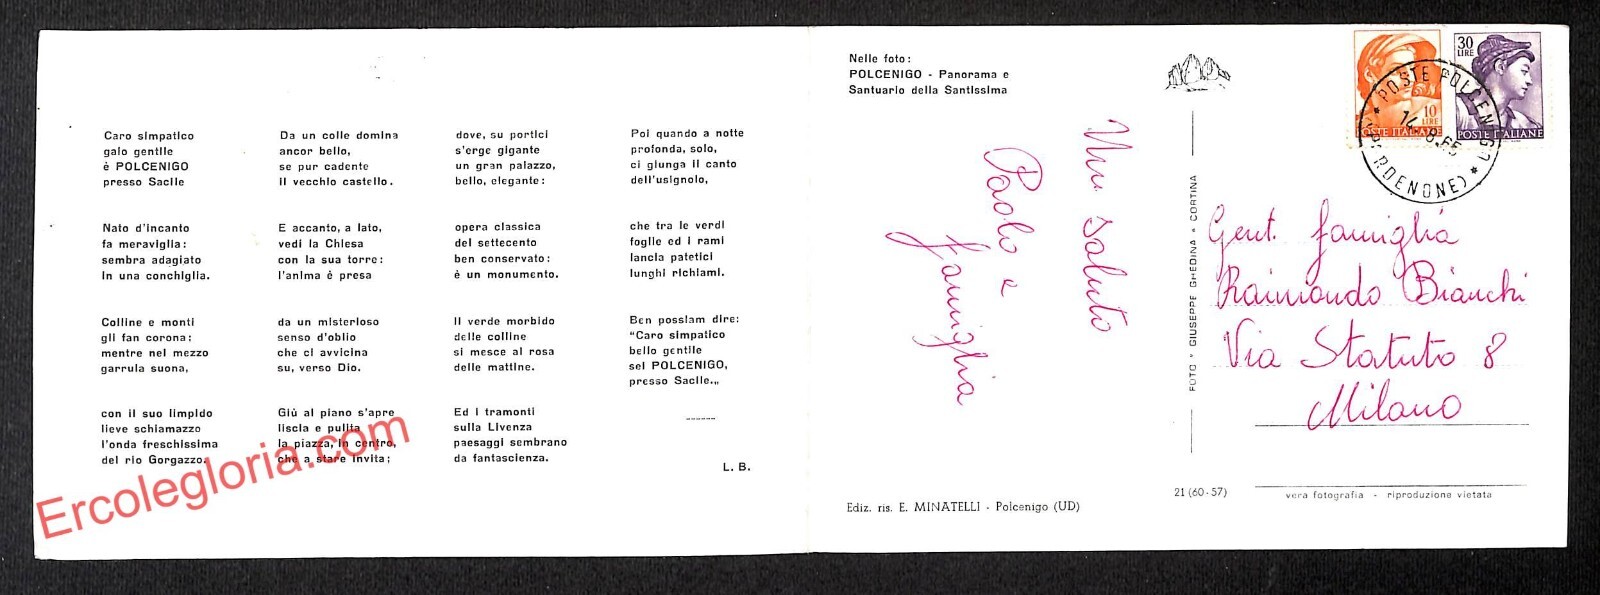 Caro simpatico
galo gentile
è POLCENIGO
presso Sacile
Nato d'incanto
fa meraviglia:
sembra adagiato
in una conchiglia.
Colline e monti
gli fan corona:
mentre nel mezzo
garrula suona,
con il suo limpido
lieve schiamazzo
l'onda freschissima
del rio Gorgazzo.
Da un colle domina
ancor bello,
se pur cadente
il vecchio castello.
E accanto, a lato,
vedi la Chiesa
con la sua torre:
l'anima è presa
da un misterioso
senso d'oblio
che ci avvicina
su, verso Dio.
Giù al piano s'apre
liscia e pulita
la piazza, in centro,
che a stare invita;
dove, su portici
s'erge gigante
un gran palazzo,
bello, elegante:
opera classica
del settecento
ben conservato:
è un monumento.
Il verde morbido
delle colline
si mesce al rosa
delle mattine.
Ed i tramonti
sulla Livenza
paesaggi sembrano
da fantascienza.
Poi quando a notte
profonda, solo,
ci giunga il canto
dell'usignolo,
che tra le verdi
foglie ed i rami
lancia patetici
lunghi richiami.
Ben possiam dire:
"Caro simpatico
bello gentile
sei POLCENIGO,
presso Sacile.„
------
L. B.
Ercolegloria.com
Nelle foto:
POLCENIGO - Panorama e
Santuario della Santissima
Un saluto
Paolo e
famiglia
Ediz. ris. E. MINATELLI - Polcenigo (UD)
FOTO " GIUSEPPE GHEDINA " CORTINA
10
LIRE
POSTE ITALIANE
30
LIRE
POSTE ITALIANE
* POSTE POLCENIGO *
14.8.65
(PORDENONE)
Gent. famiglia
Raimondo Bianchi
Via Statuto 8
Milano
21 (60-57)
vera fotografia - riproduzione vietata